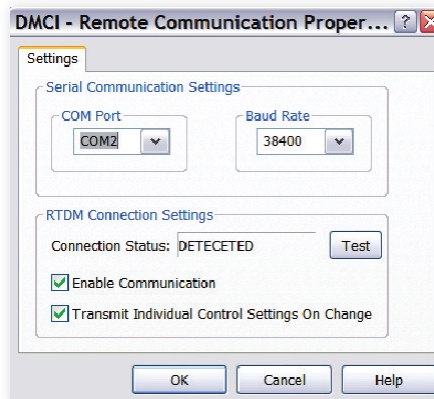 DMCI - Remote Communication Proper... ?
Settings
Serial Communication Settings
COM Port
Baud Rate
COM2
38400
RTDM Connection Settings
Connection Status: DETECETED Test
Enable Communication
Transmit Individual Control Settings On Change
OK Cancel Help